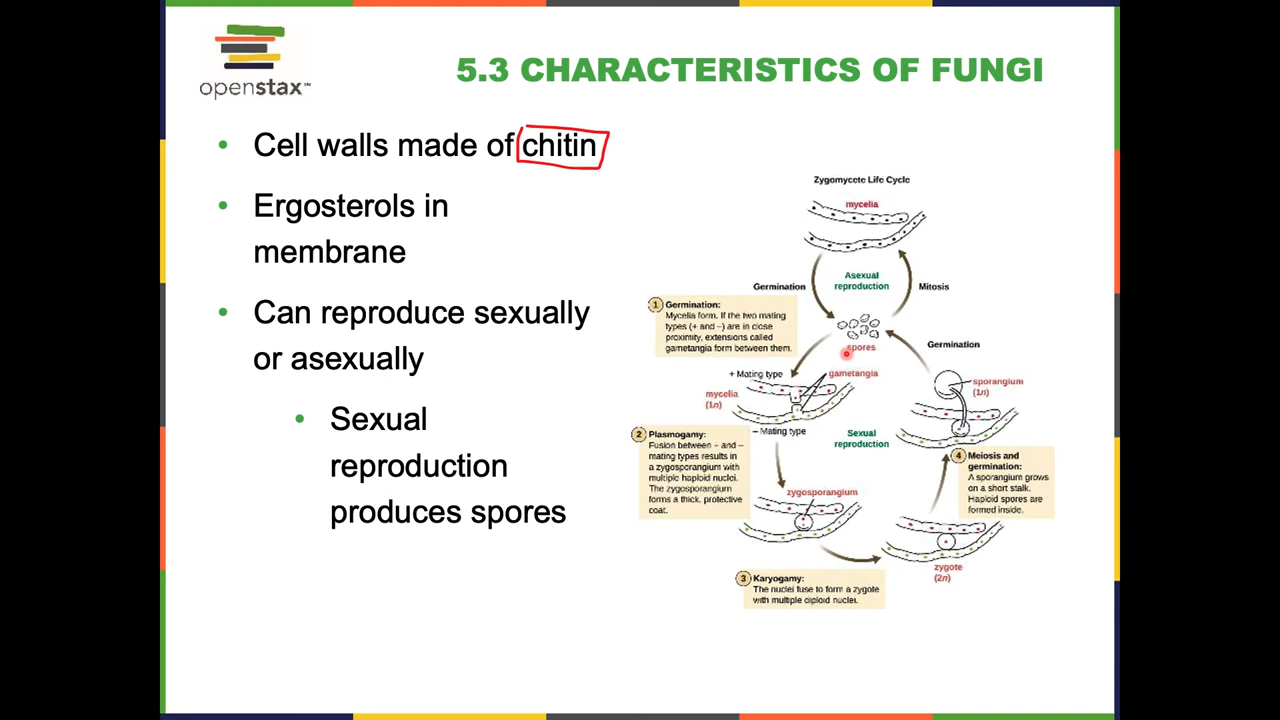 openstax™
5.3 CHARACTERISTICS OF FUNGI
• Cell walls made of chitin
• Ergosterols in
membrane
• Can reproduce sexually
or asexually
• Sexual
reproduction
produces spores
Zygomycete Life Cycle
mycelia
Asexual
reproduction
Germination
Mitosis
1 Germination:
Mycelia form. If the two mating
types (+ and –) are in close
proximity, extensions called
gametangia form between them.
spores
Germination
+ Mating type
gametangia
mycelia
(1n)
– Mating type
sporangium
(1n)
Sexual
reproduction
2 Plasmogamy:
Fusion between – and –
mating types results in
a zygosporangium with
multiple haploid nuclei.
The zygosporangium
forms a thick, protective
coat.
zygosporangium
4 Meiosis and
germination:
A sporangium grows
on a short stalk.
Haploid spores are
formed inside.
zygote
(2n)
3 Karyogamy:
The nuclei fuse to form a zygote
with multiple diploid nuclei.